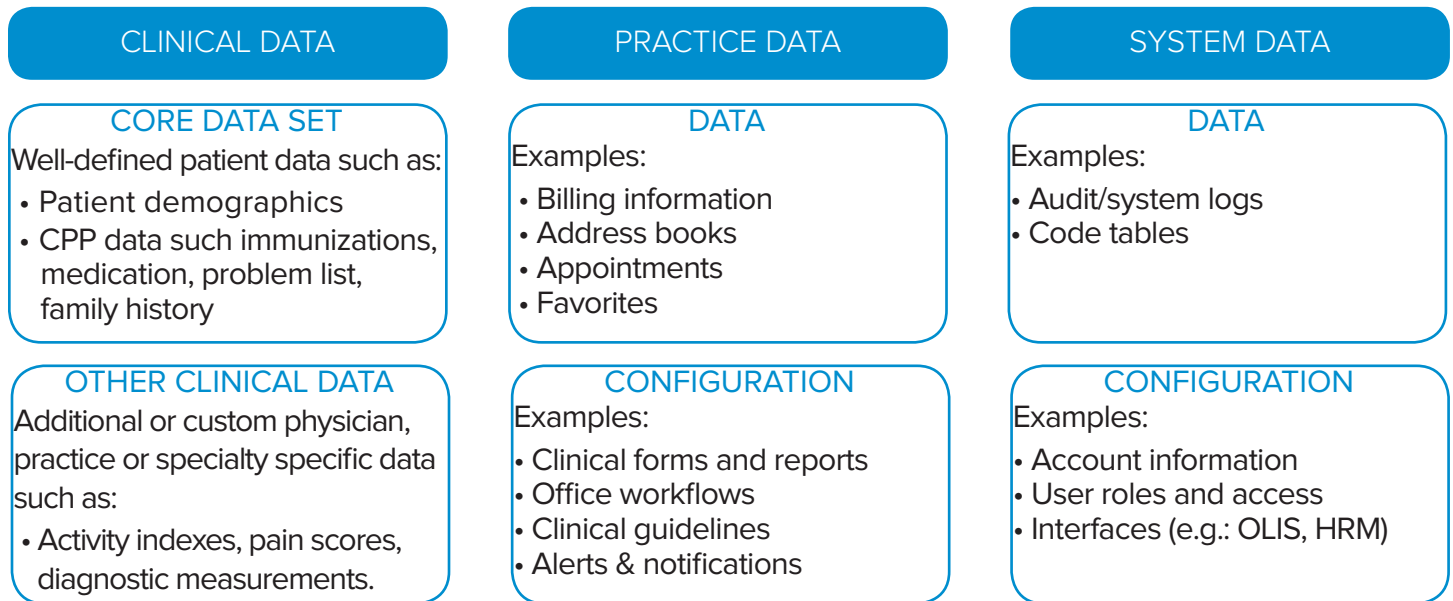 CLINICAL DATA
CORE DATA SET
Well-defined patient data such as:
• Patient demographics
• CPP data such immunizations,
medication, problem list,
family history
OTHER CLINICAL DATA
Additional or custom physician,
practice or specialty specific data
such as:
• Activity indexes, pain scores,
diagnostic measurements.
PRACTICE DATA
DATA
Examples:
• Billing information
• Address books
• Appointments
• Favorites
CONFIGURATION
Examples:
• Clinical forms and reports
• Office workflows
• Clinical guidelines
• Alerts & notifications
SYSTEM DATA
DATA
Examples:
• Audit/system logs
• Code tables
CONFIGURATION
Examples:
• Account information
• User roles and access
• Interfaces (e.g.: OLIS, HRM)